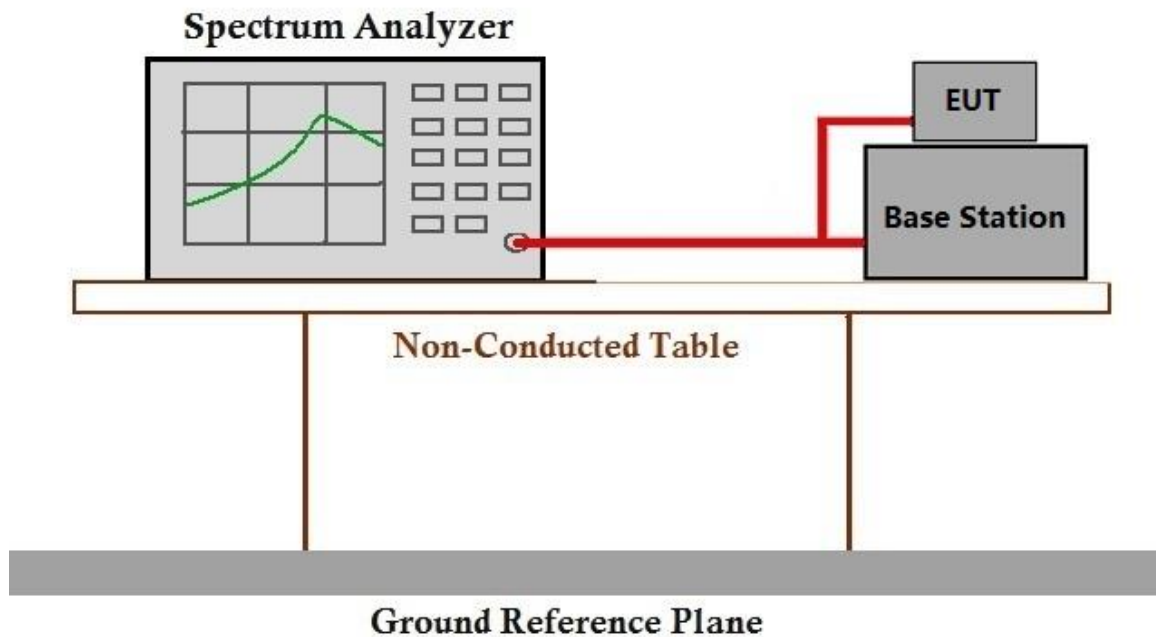 Spectrum Analyzer
EUT
Base Station
Non-Conducted Table
Ground Reference Plane